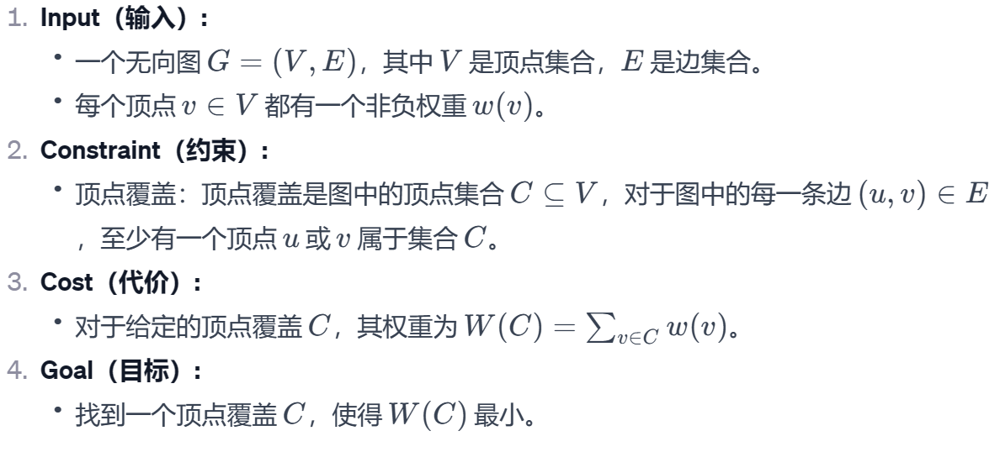 1. Input（输入）:
• 一个无向图 G = (V, E)，其中 V 是顶点集合，E 是边集合。
• 每个顶点 v ∈ V 都有一个非负权重 w(v)。
2. Constraint（约束）:
• 顶点覆盖：顶点覆盖是图中的顶点集合 C ⊆ V，对于图中的每一条边 (u, v) ∈ E
，至少有一个顶点 u 或 v 属于集合 C。
3. Cost（代价）:
• 对于给定的顶点覆盖 C，其权重为 W(C) = ∑_{v∈C} w(v)。
4. Goal（目标）:
• 找到一个顶点覆盖 C，使得 W(C) 最小。